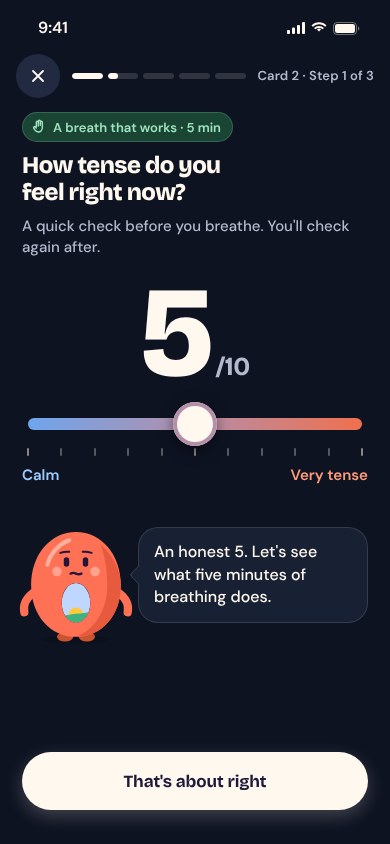 9:41
Card 2 · Step 1 of 3
A breath that works · 5 min
How tense do you
feel right now?
A quick check before you breathe. You'll check
again after.
5/10
Calm
Very tense
An honest 5. Let's see
what five minutes of
breathing does.
That's about right